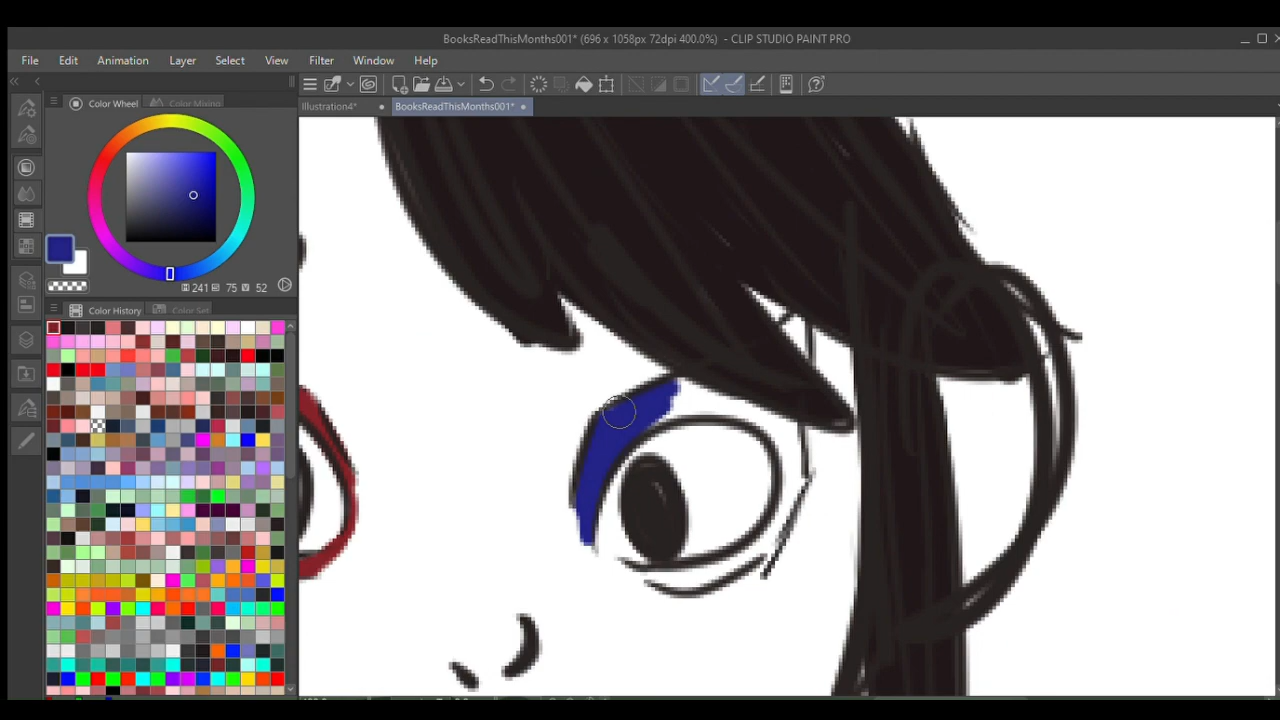 BooksReadThisMonths001* (696 x 1058px 72dpi 400.0%) - CLIP STUDIO PAINT PRO
File Edit Animation Layer Select View Filter Window Help
Illustration4* BooksReadThisMonths001*
Color Wheel Color Mixing
H 241 S 75 V 52
Color History Color Set